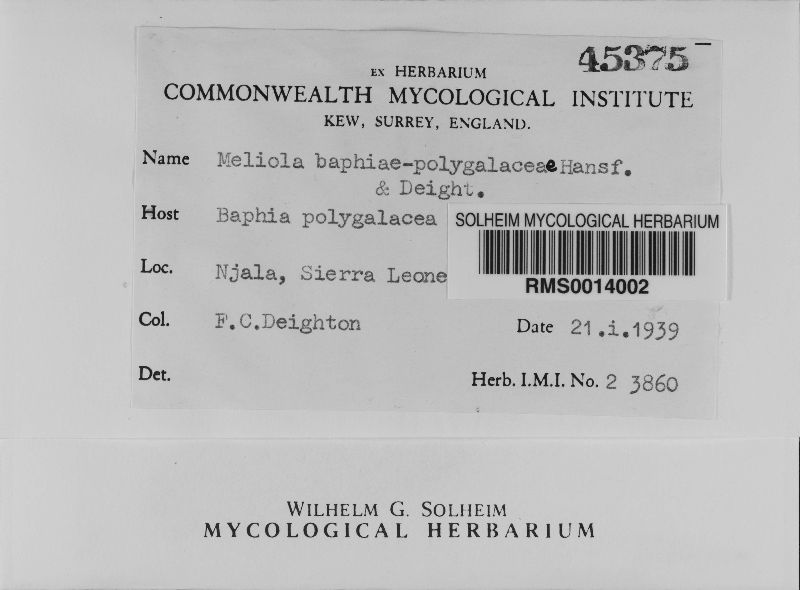 45375
EX HERBARIUM
COMMONWEALTH MYCOLOGICAL INSTITUTE
KEW, SURREY, ENGLAND.
Name Meliola baphiae-polygalaceae Hansf.
& Deight.
Host Baphia polygalacea
SOLHEIM MYCOLOGICAL HERBARIUM
RMS0014002
Loc. Njala, Sierra Leone
Col. F.C.Deighton Date 21.i.1939
Det. Herb. I.M.I. No. 2 3860
WILHELM G. SOLHEIM
MYCOLOGICAL HERBARIUM